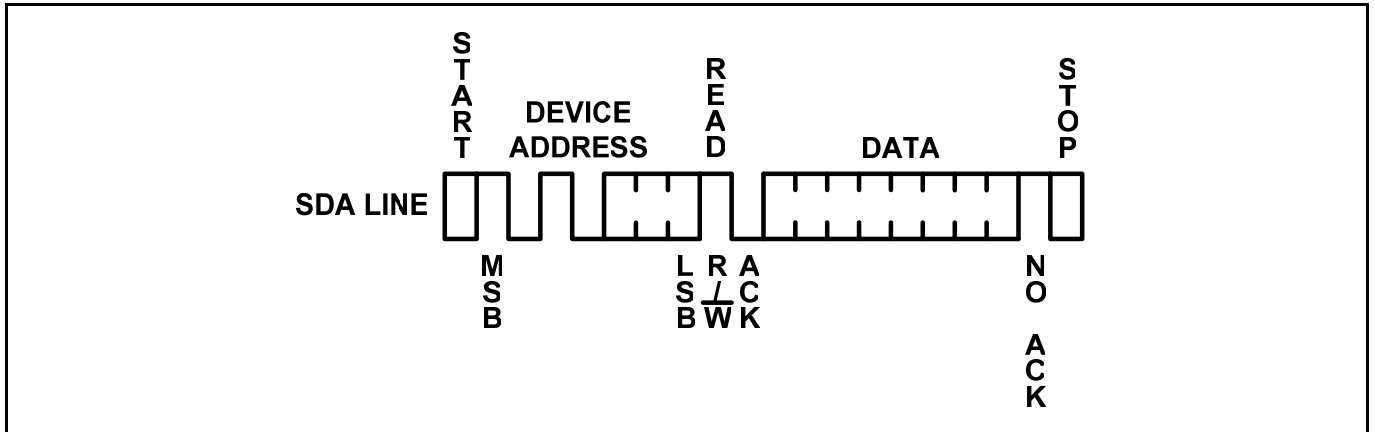 START
DEVICE
ADDRESS
READ
DATA
STOP
SDA LINE
MSB
LSB
R/W
ACK
NO ACK